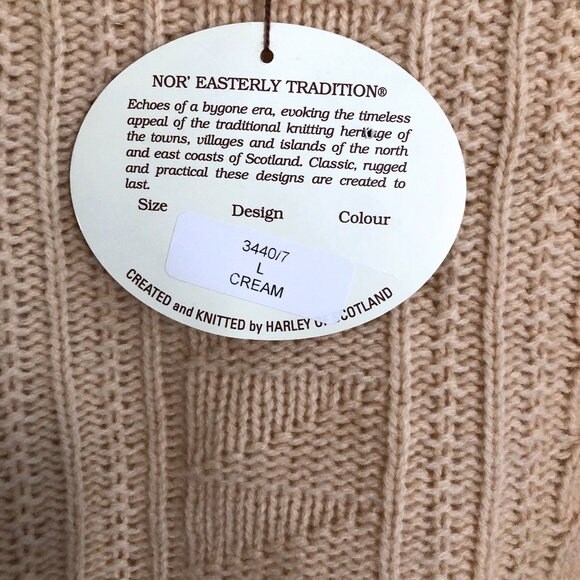 NOR' EASTERLY TRADITION®
Echoes of a bygone era, evoking the timeless
appeal of the traditional knitting heritage of
the towns, villages and islands of the north
and east coasts of Scotland. Classic, rugged
and practical these designs are created to
last.
Size Design Colour
3440/7
L
CREAM
CREATED and KNITTED by HARLEY OF SCOTLAND